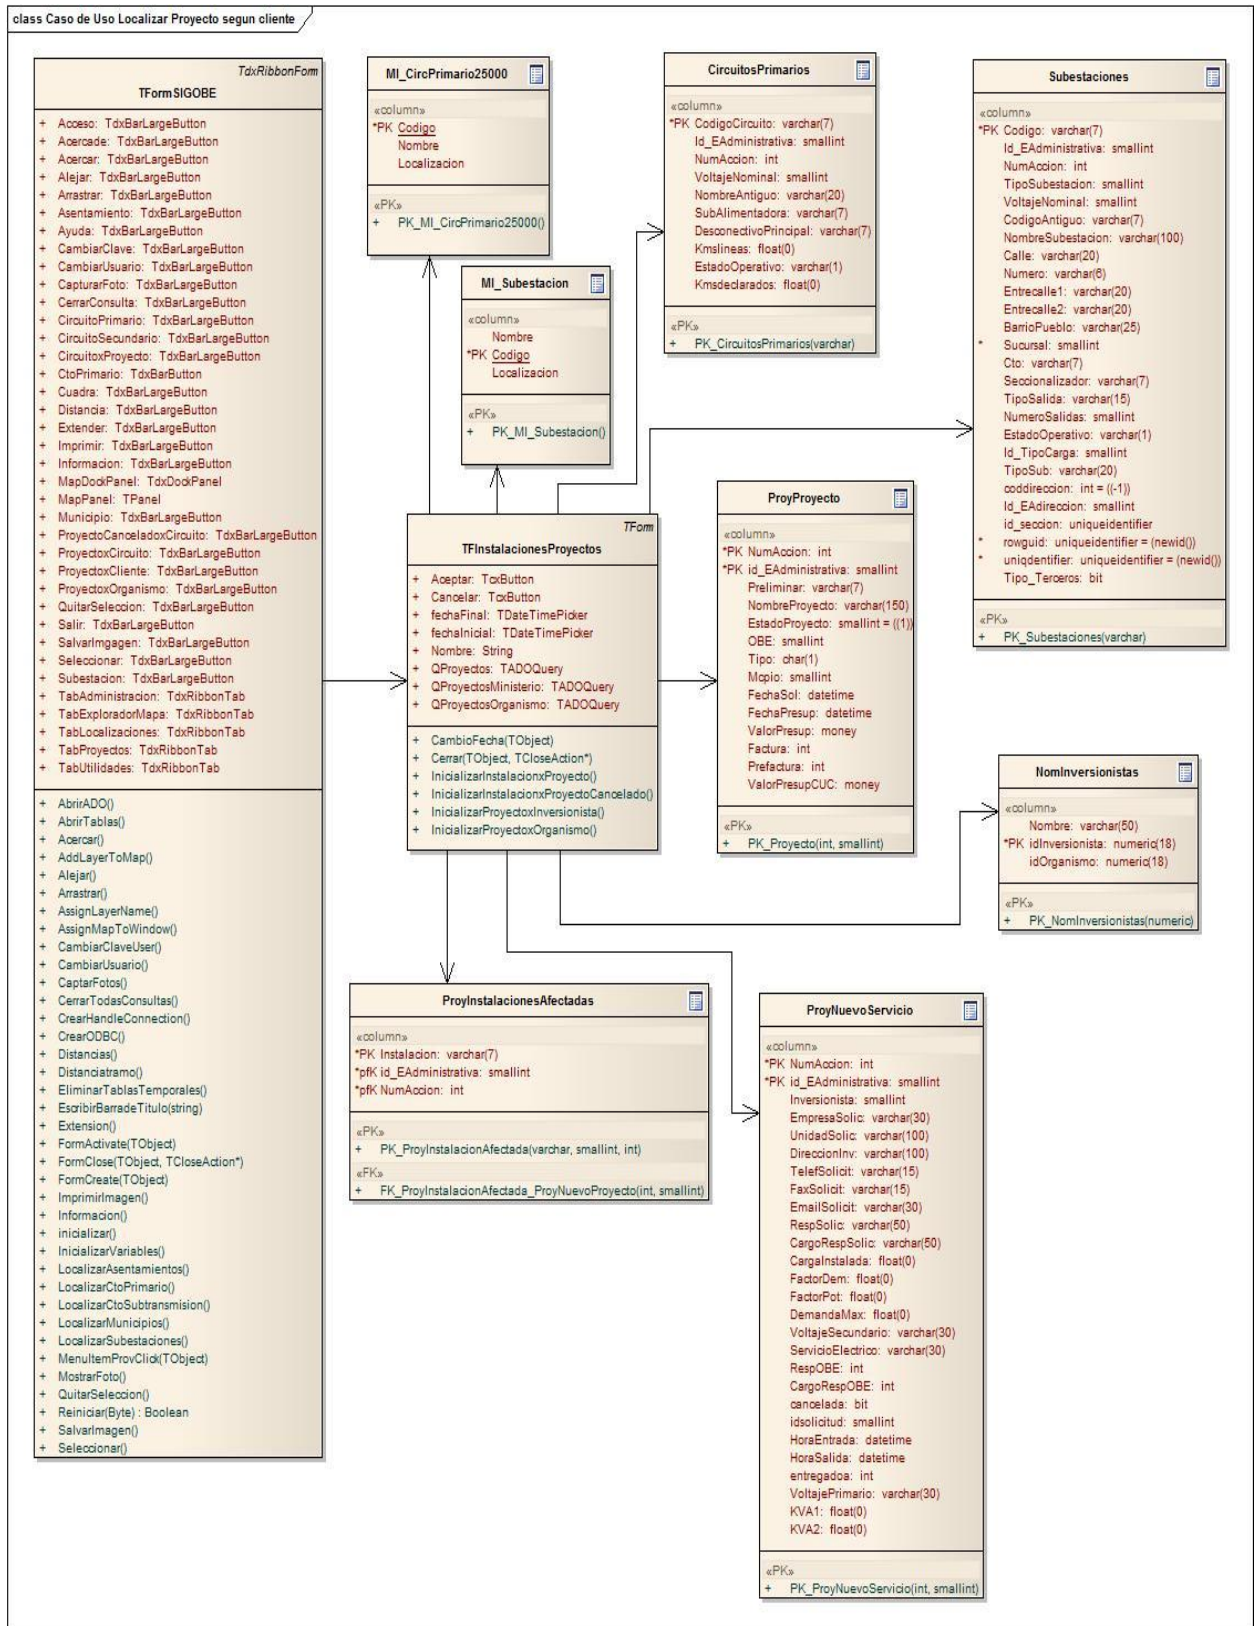 class Caso de Uso Localizar Proyecto segun cliente
TdxRibbonForm
TFormSIGOBE
+ Acceso: TdxBarLargeButton
+ Acercade: TdxBarLargeButton
+ Acercar: TdxBarLargeButton
+ Alejar: TdxBarLargeButton
+ Arrastrar: TdxBarLargeButton
+ Asentamiento: TdxBarLargeButton
+ Ayuda: TdxBarLargeButton
+ CambiarClave: TdxBarLargeButton
+ CambiarUsuario: TdxBarLargeButton
+ CapturarFoto: TdxBarLargeButton
+ CerrarConsulta: TdxBarLargeButton
+ CircuitoPrimario: TdxBarLargeButton
+ CircuitoSecundario: TdxBarLargeButton
+ CircuitoxProyecto: TdxBarLargeButton
+ CtoPrimario: TdxBarButton
+ Cuadra: TdxBarLargeButton
+ Distancia: TdxBarLargeButton
+ Extender: TdxBarLargeButton
+ Imprimir: TdxBarLargeButton
+ Informacion: TdxBarLargeButton
+ MapDockPanel: TdxDockPanel
+ MapPanel: TPanel
+ Municipio: TdxBarLargeButton
+ ProyectoCanceladoxCircuito: TdxBarLargeButton
+ ProyectoxCircuito: TdxBarLargeButton
+ ProyectoxCliente: TdxBarLargeButton
+ ProyectoxOrganismo: TdxBarLargeButton
+ QuitarSeleccion: TdxBarLargeButton
+ Salir: TdxBarLargeButton
+ SalvarImgagen: TdxBarLargeButton
+ Seleccionar: TdxBarLargeButton
+ Subestacion: TdxBarLargeButton
+ TabAdministracion: TdxRibbonTab
+ TabExploradorMapa: TdxRibbonTab
+ TabLocalizaciones: TdxRibbonTab
+ TabProyectos: TdxRibbonTab
+ TabUtilidades: TdxRibbonTab
+ AbrirADO()
+ AbrirTablas()
+ Acercar()
+ AddLayerToMap()
+ Alejar()
+ Arrastrar()
+ AssignLayerName()
+ AssignMapToWindow()
+ CambiarClaveUser()
+ CambiarUsuario()
+ CaptarFotos()
+ CerrarTodasConsultas()
+ CrearHandleConnection()
+ CrearODBC()
+ Distancias()
+ Distanciatramo()
+ EliminarTablasTemporales()
+ EscribirBarradeTitulo(string)
+ Extension()
+ FormActivate(TObject)
+ FormClose(TObject, TCloseAction*)
+ FormCreate(TObject)
+ ImprimirImagen()
+ Informacion()
+ inicializar()
+ InicializarVariables()
+ LocalizarAsentamientos()
+ LocalizarCtoPrimario()
+ LocalizarCtoSubtransmision()
+ LocalizarMunicipios()
+ LocalizarSubestaciones()
+ MenuItemProvClick(TObject)
+ MostrarFoto()
+ QuitarSeleccion()
+ Reiniciar(Byte) : Boolean
+ SalvarImagen()
+ Seleccionar()
MI_CircPrimario25000
«column»
*PK Codigo
Nombre
Localizacion
«PK»
+ PK_MI_CircPrimario25000()
MI_Subestacion
«column»
Nombre
*PK Codigo
Localizacion
«PK»
+ PK_MI_Subestacion()
CircuitosPrimarios
«column»
*PK CodigoCircuito: varchar(7)
Id_EAdministrativa: smallint
NumAccion: int
VoltajeNominal: smallint
NombreAntiguo: varchar(20)
SubAlimentadora: varchar(7)
DesconectivoPrincipal: varchar(7)
Kmslineas: float(0)
EstadoOperativo: varchar(1)
Kmsdeclarados: float(0)
«PK»
+ PK_CircuitosPrimarios(varchar)
Subestaciones
«column»
*PK Codigo: varchar(7)
Id_EAdministrativa: smallint
NumAccion: int
TipoSubestacion: smallint
VoltajeNominal: smallint
CodigoAntiguo: varchar(7)
NombreSubestacion: varchar(100)
Calle: varchar(20)
Numero: varchar(6)
Entrecalle1: varchar(20)
Entrecalle2: varchar(20)
BarrioPueblo: varchar(25)
* Sucursal: smallint
Cto: varchar(7)
Seccionalizador: varchar(7)
TipoSalida: varchar(15)
NumeroSalidas: smallint
EstadoOperativo: varchar(1)
Id_TipoCarga: smallint
TipoSub: varchar(20)
coddireccion: int = ((-1))
Id_EAdireccion: smallint
id_seccion: uniqueidentifier
* rowguid: uniqueidentifier = (newid())
* uniqdentifier: uniqueidentifier = (newid())
Tipo_Terceros: bit
«PK»
+ PK_Subestaciones(varchar)
TForm
TFInstalacionesProyectos
+ Aceptar: TcxButton
+ Cancelar: TcxButton
+ fechaFinal: TDateTimePicker
+ fechaInicial: TDateTimePicker
+ Nombre: String
+ QProyectos: TADOQuery
+ QProyectosMinisterio: TADOQuery
+ QProyectosOrganismo: TADOQuery
+ CambioFecha(TObject)
+ Cerrar(TObject, TCloseAction*)
+ InicializarInstalacionxProyecto()
+ InicializarInstalacionxProyectoCancelado()
+ InicializarProyectoxInversionista()
+ InicializarProyectoxOrganismo()
ProyProyecto
«column»
*PK NumAccion: int
*PK id_EAdministrativa: smallint
Preliminar: varchar(7)
NombreProyecto: varchar(150)
EstadoProyecto: smallint = ((1))
OBE: smallint
Tipo: char(1)
Mcpio: smallint
FechaSol: datetime
FechaPresup: datetime
ValorPresup: money
Factura: int
Prefactura: int
ValorPresupCUC: money
«PK»
+ PK_Proyecto(int, smallint)
NomInversionistas
«column»
Nombre: varchar(50)
*PK idInversionista: numeric(18)
idOrganismo: numeric(18)
«PK»
+ PK_NomInversionistas(numeric)
ProyInstalacionesAfectadas
«column»
*PK Instalacion: varchar(7)
*pfK id_EAdministrativa: smallint
*pfK NumAccion: int
«PK»
+ PK_ProyInstalacionAfectada(varchar, smallint, int)
«FK»
+ FK_ProyInstalacionAfectada_ProyNuevoProyecto(int, smallint)
ProyNuevoServicio
«column»
*PK NumAccion: int
*PK id_EAdministrativa: smallint
Inversionista: smallint
EmpresaSolic: varchar(30)
UnidadSolic: varchar(100)
DireccionInv: varchar(100)
TelefSolicit: varchar(15)
FaxSolicit: varchar(15)
EmailSolicit: varchar(30)
RespSolic: varchar(50)
CargoRespSolic: varchar(50)
CargaInstalada: float(0)
FactorDem: float(0)
FactorPot: float(0)
DemandaMax: float(0)
VoltajeSecundario: varchar(30)
ServicioElectrico: varchar(30)
RespOBE: int
CargoRespOBE: int
cancelada: bit
idsolicitud: smallint
HoraEntrada: datetime
HoraSalida: datetime
entregadoa: int
VoltajePrimario: varchar(30)
KVA1: float(0)
KVA2: float(0)
«PK»
+ PK_ProyNuevoServicio(int, smallint)